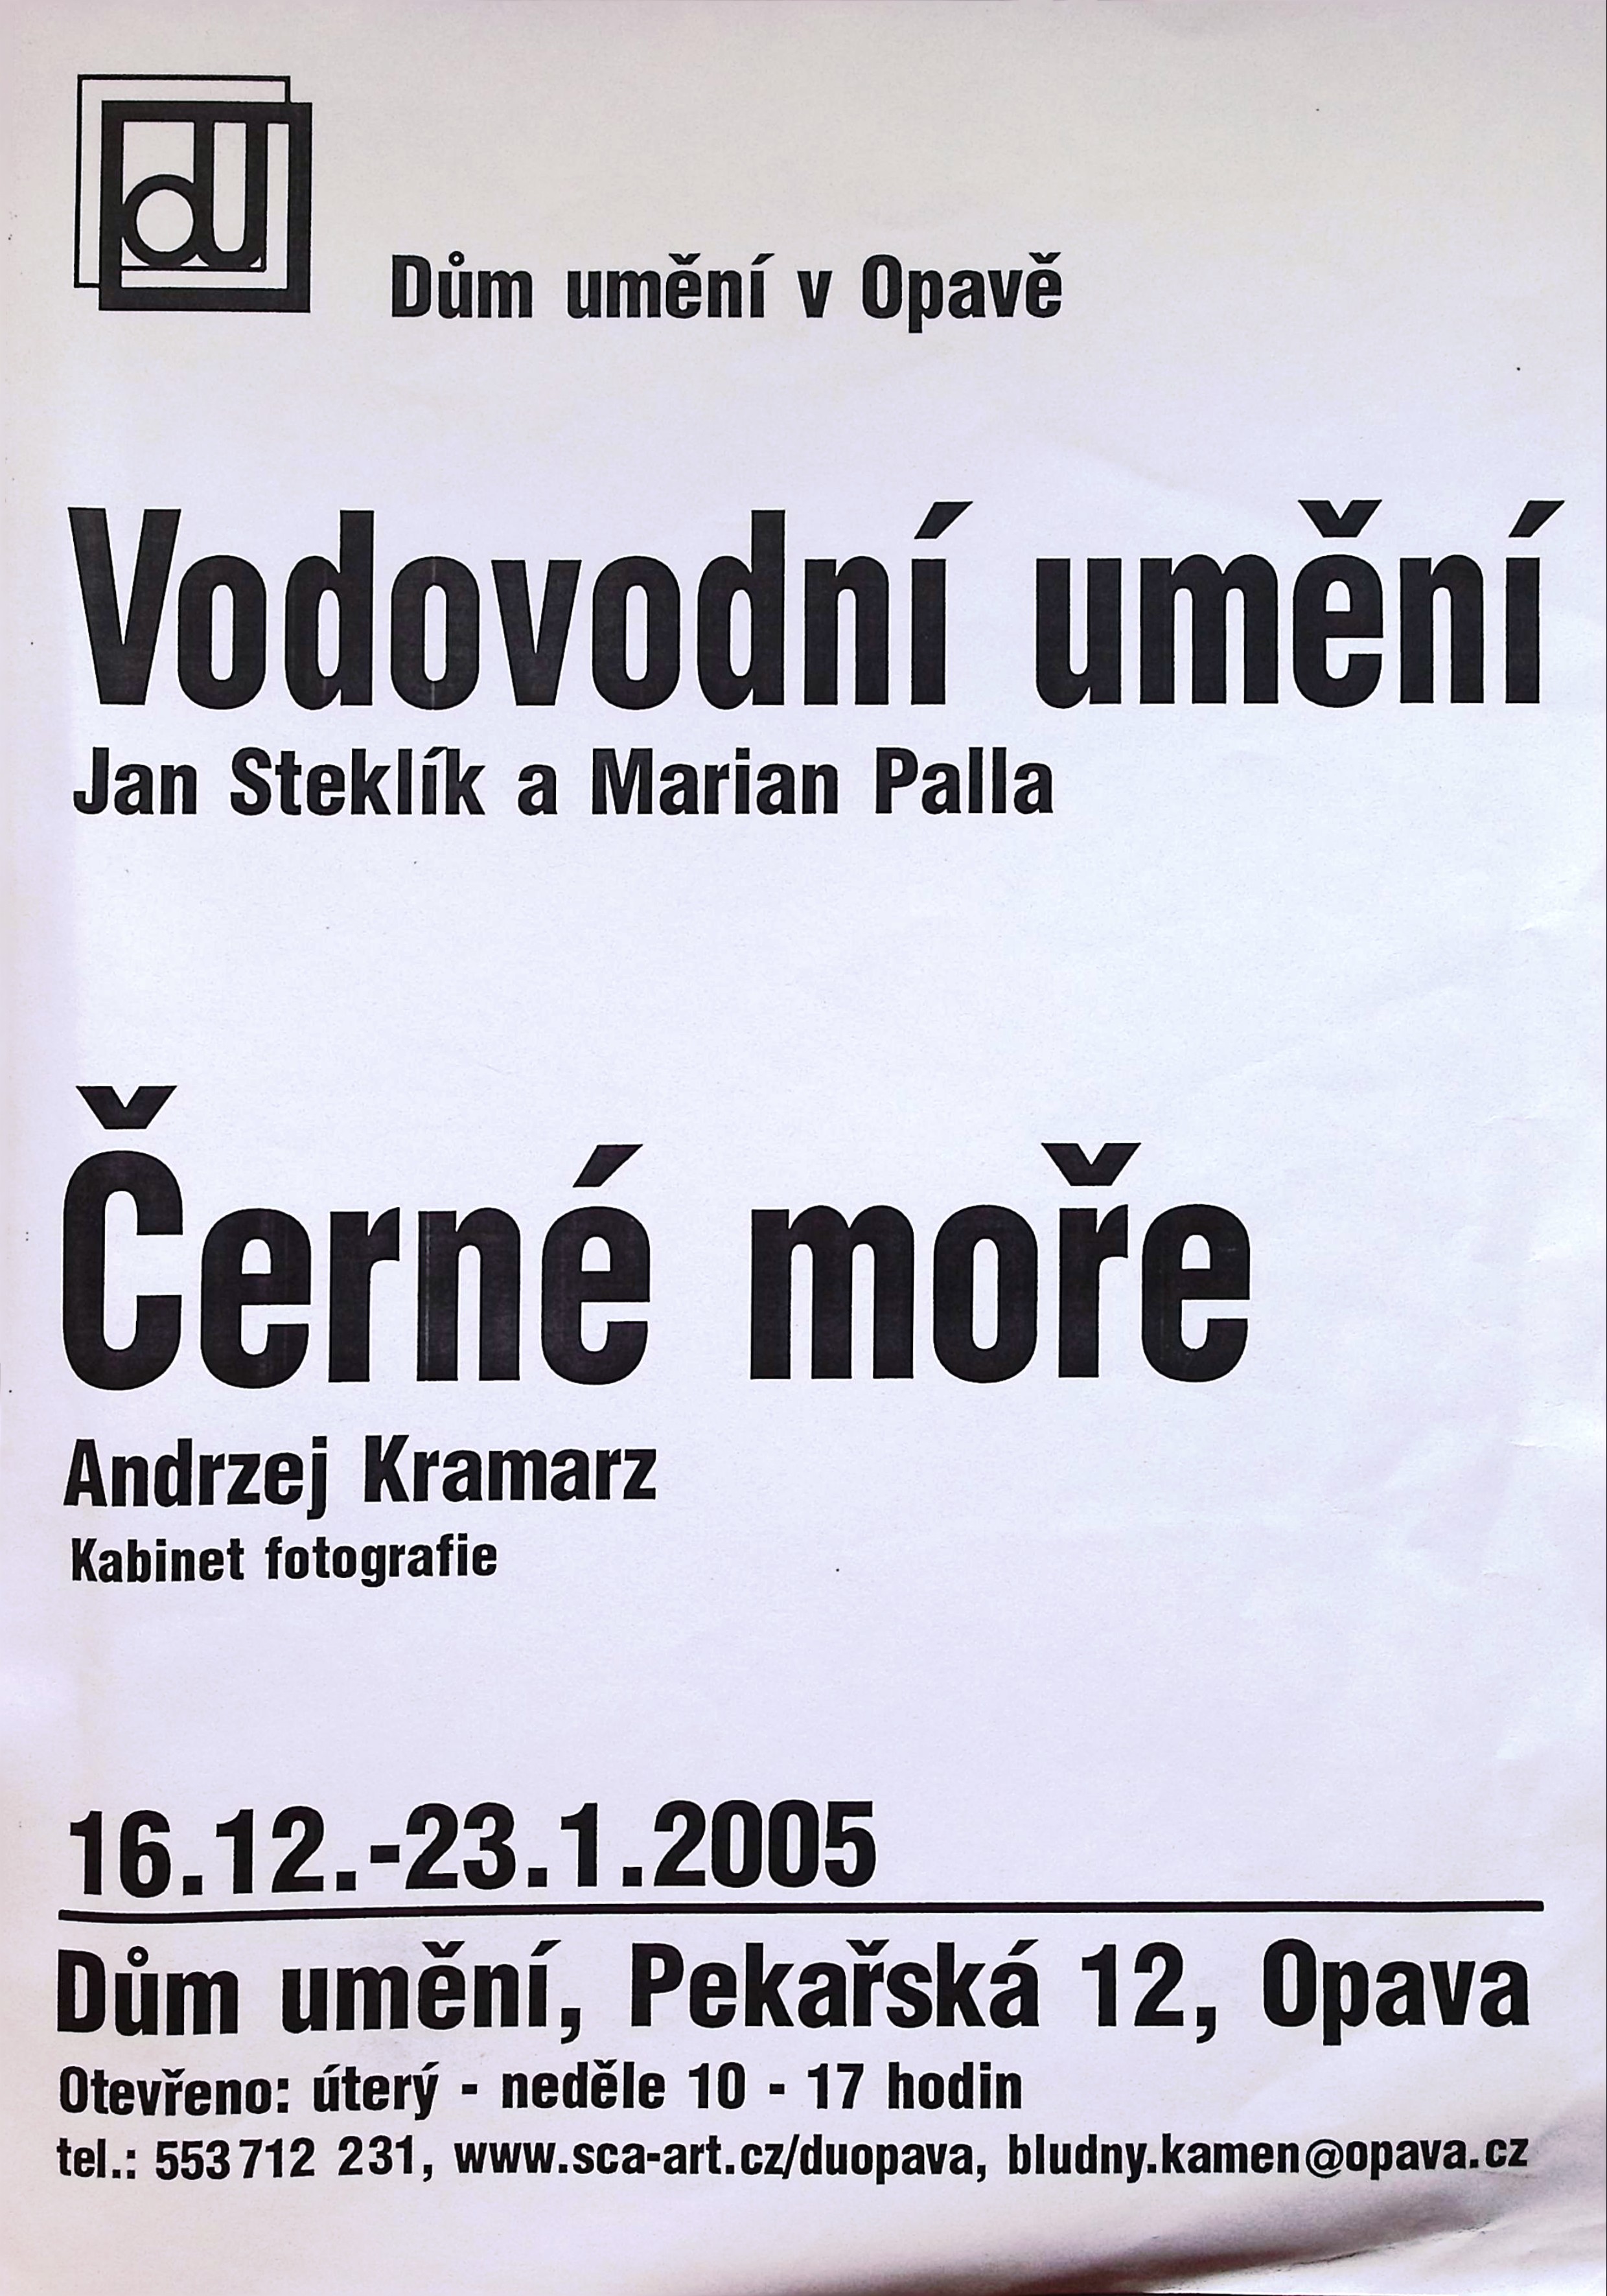 dU
Dům umění v Opavě
Vodovodní umění
Jan Steklík a Marian Palla
Černé moře
Andrzej Kramarz
Kabinet fotografie
16.12.-23.1.2005
Dům umění, Pekařská 12, Opava
Otevřeno: úterý - neděle 10 - 17 hodin
tel.: 553 712 231, www.sca-art.cz/duopava, bludny.kamen@opava.cz